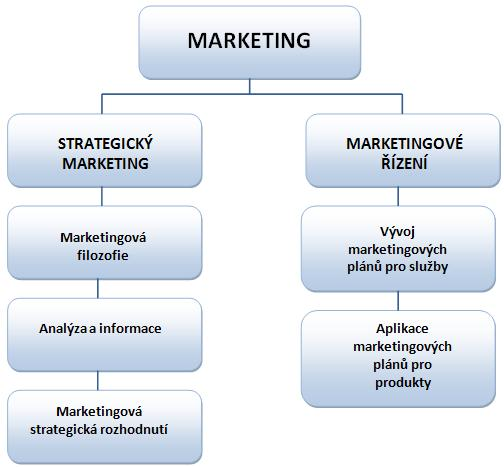 MARKETING
STRATEGICKÝ
MARKETING
Marketingová
filozofie
Analýza a informace
Marketingová
strategická rozhodnutí
MARKETINGOVÉ
ŘÍZENÍ
Vývoj
marketingových
plánů pro služby
Aplikace
marketingových
plánů pro
produkty